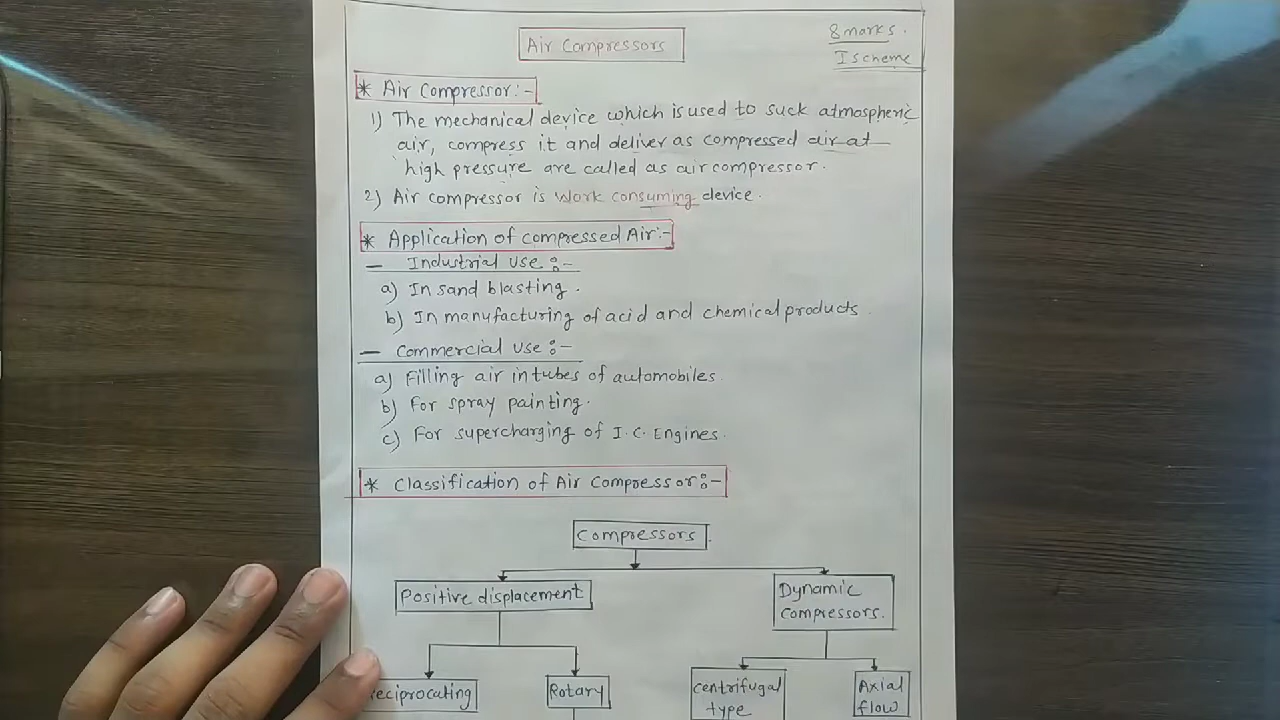 Air Compressors
8 marks.
I scheme
* Air Compressor:-
1) The mechanical device which is used to suck atmospheric
air, compress it and deliver as compressed air at
high pressure are called as air compressor.
2) Air compressor is work consuming device.
* Application of compressed Air:-
— Industrial use :-
a) In sand blasting.
b) In manufacturing of acid and chemical products.
— Commercial use :-
a) Filling air in tubes of automobiles.
b) For spray painting.
c) For supercharging of I.C. Engines.
* Classification of Air Compressor:-
Compressors.
Positive displacement
Dynamic
compressors.
reciprocating
Rotary
Centrifugal
type
Axial
flow